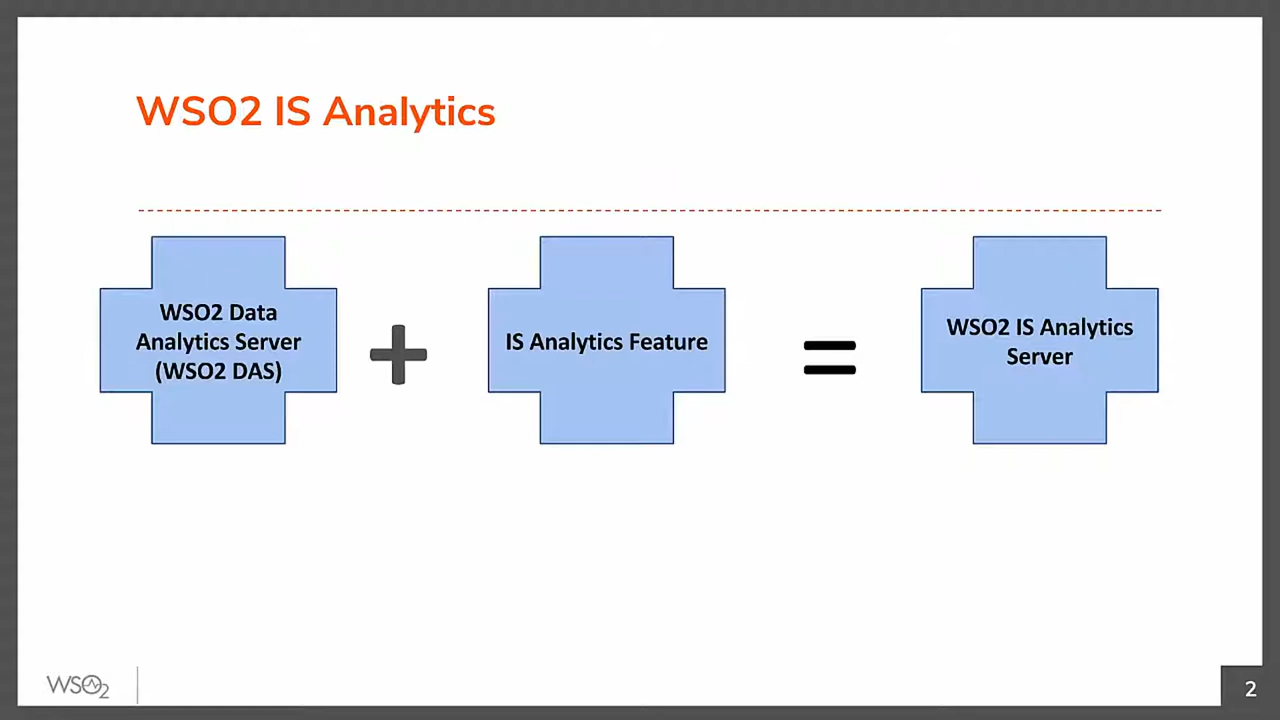 WSO2 IS Analytics
WSO2 Data
Analytics Server
(WSO2 DAS)
+
IS Analytics Feature
=
WSO2 IS Analytics
Server
WSO2
2